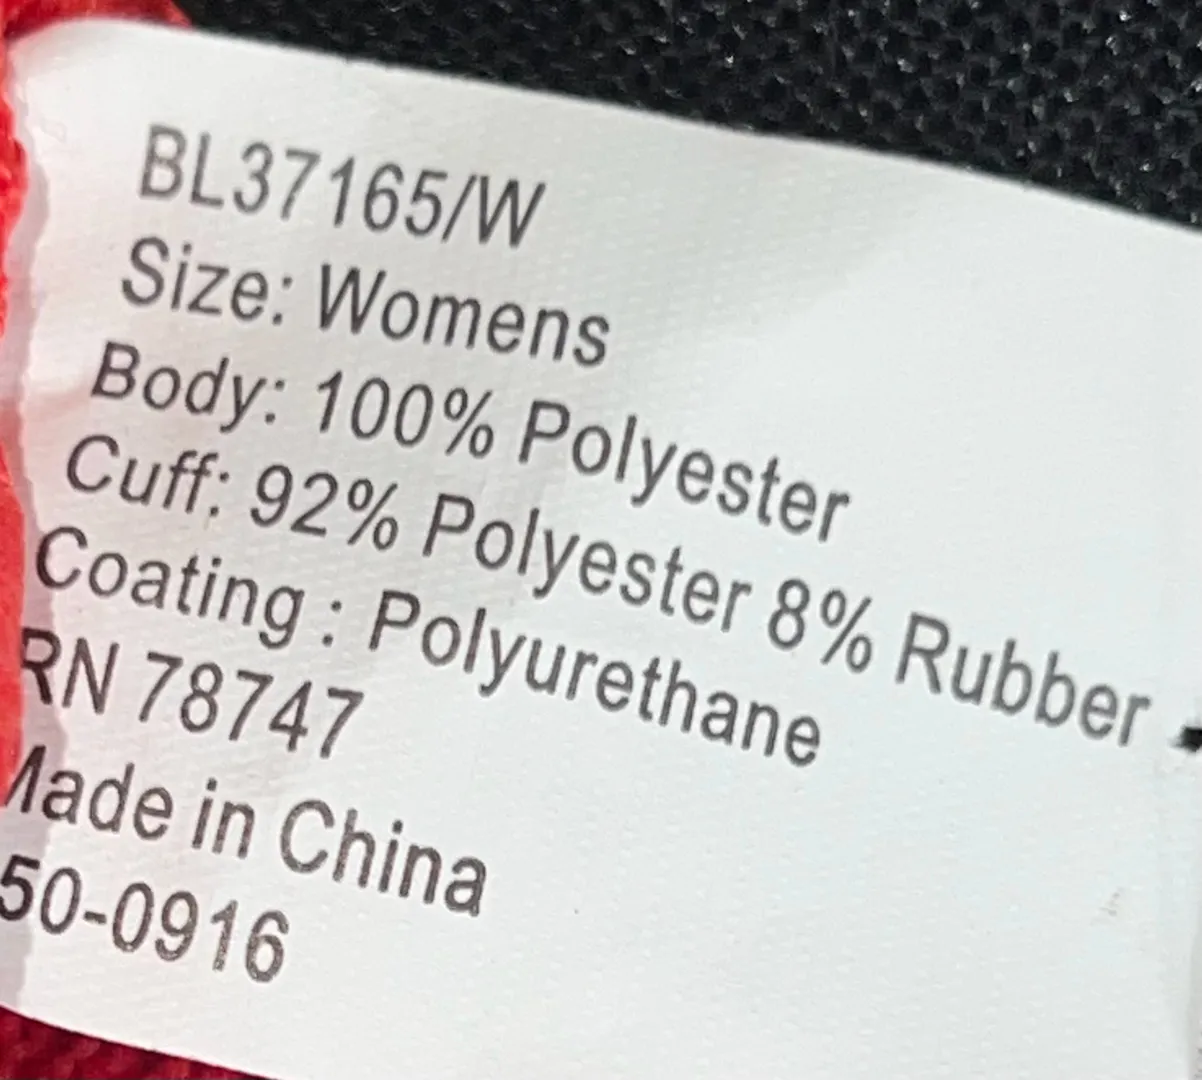 BL37165/W
Size: Womens
Body: 100% Polyester
Cuff: 92% Polyester 8% Rubber
Coating : Polyurethane
RN 78747
Made in China
50-0916